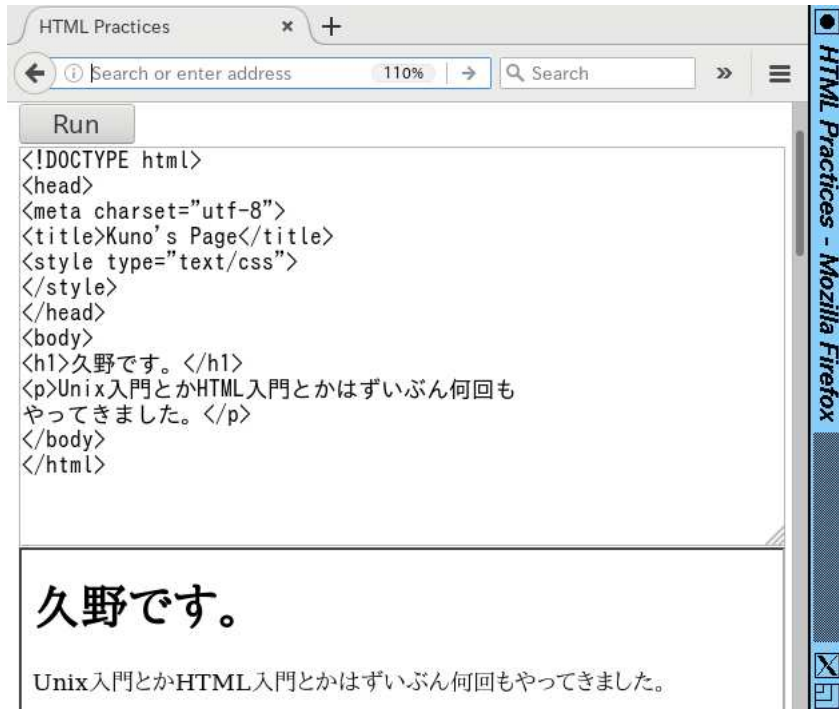 HTML Practices
Search or enter address 110% Search
Run
<!DOCTYPE html>
<head>
<meta charset="utf-8">
<title>Kuno's Page</title>
<style type="text/css">
</style>
</head>
<body>
<h1>久野です。</h1>
<p>Unix入門とかHTML入門とかはずいぶん何回も
やってきました。</p>
</body>
</html>
久野です。
Unix入門とかHTML入門とかはずいぶん何回もやってきました。
HTML Practices - Mozilla Firefox